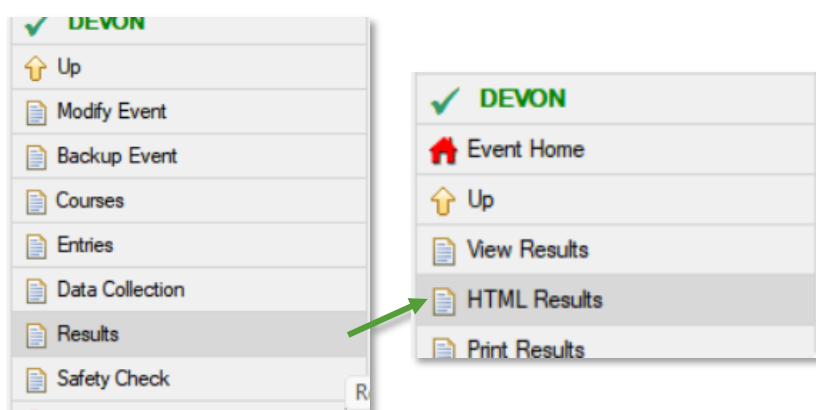 DEVON
Up
Modify Event
Backup Event
Courses
Entries
Data Collection
Results
Safety Check
DEVON
Event Home
Up
View Results
HTML Results
Print Results